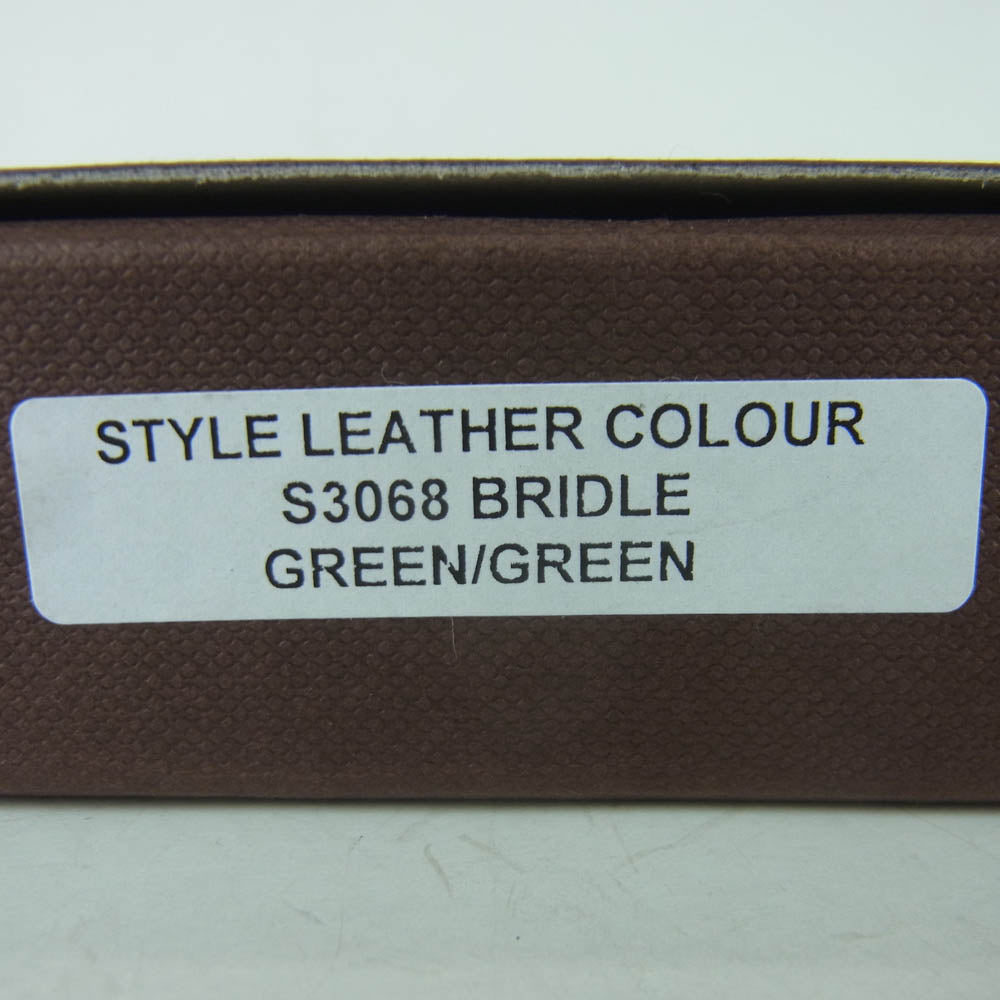 STYLE LEATHER COLOUR
S3068 BRIDLE
GREEN/GREEN